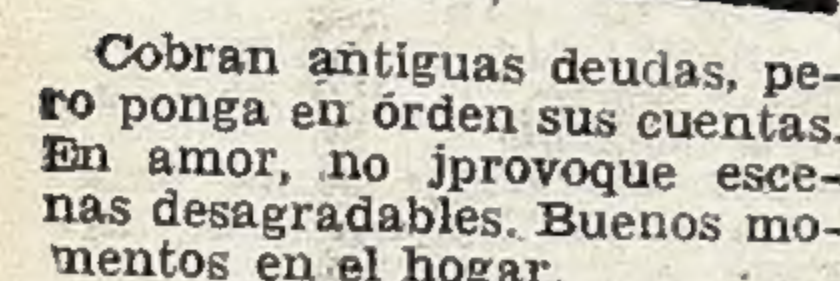 Cobran antiguas deudas, pe-
ro ponga en órden sus cuentas.
En amor, no jprovoque esce-
nas desagradables. Buenos mo-
mentos en el hogar.